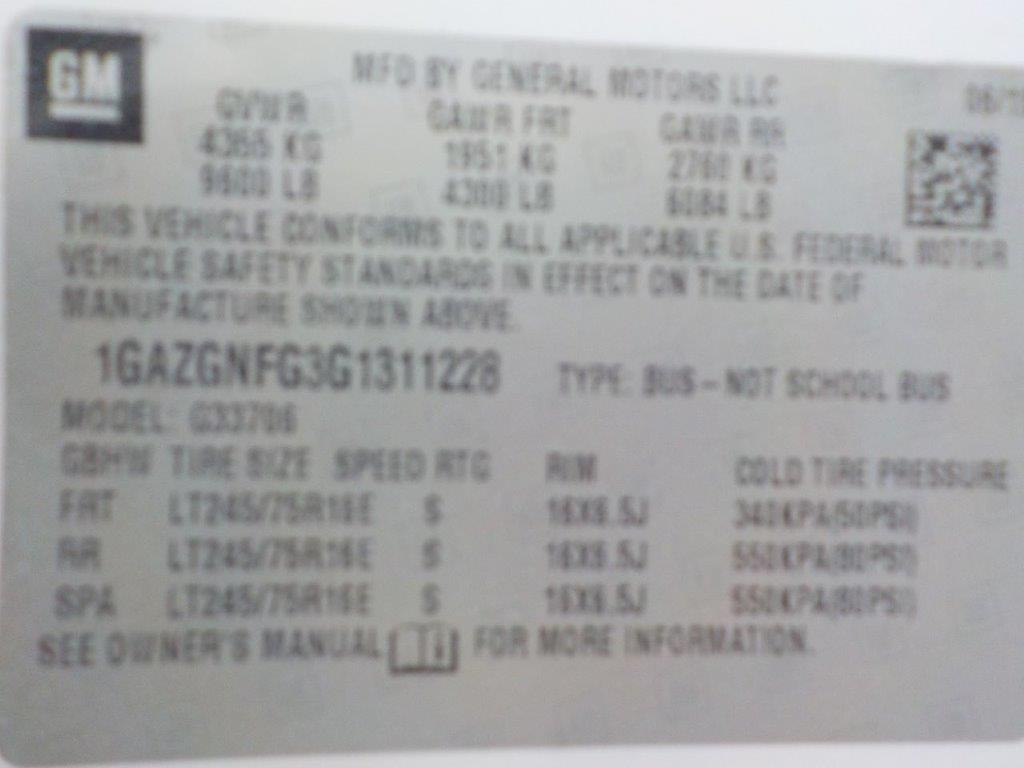 GM
MFD BY GENERAL MOTORS LLC
GVWR GAWR FRT GAWR RR
4355 KG 1951 KG 2760 KG
9600 LB 4300 LB 6084 LB
THIS VEHICLE CONFORMS TO ALL APPLICABLE U.S. FEDERAL MOTOR
VEHICLE SAFETY STANDARDS IN EFFECT ON THE DATE OF
MANUFACTURE SHOWN ABOVE.
1GAZGNFG3G1311228 TYPE: BUS – NOT SCHOOL BUS
MODEL: G33706
TIRE SIZE SPEED RTG RIM COLD TIRE PRESSURE
FRT LT245/75R16E S 16X6.5J 340KPA(50PSI)
RR LT245/75R16E S 16X6.5J 550KPA(80PSI)
SPA LT245/75R16E S 16X6.5J 550KPA(80PSI)
SEE OWNER'S MANUAL FOR MORE INFORMATION.